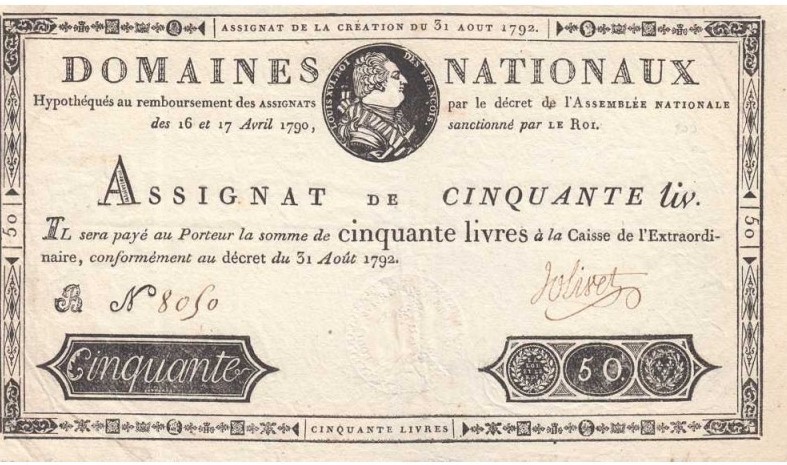 ASSIGNAT DE LA CRÉATION DU 31 AOUT 1792.
DOMAINES NATIONAUX
LOUIS XVI ROI DES FRANÇOIS.
Hypothéqués au remboursement des ASSIGNATS par le décret de l'ASSEMBLÉE NATIONALE
des 16 et 17 Avril 1790, sanctionné par LE ROI.
ASSIGNAT DE CINQUANTE liv.
IL sera payé au Porteur la somme de cinquante livres à la Caisse de l'Extraordi-
naire, conformément au décret du 31 Août 1792.
B N 8050
Jolivet
Cinquante
50
CINQUANTE LIVRES
50
50